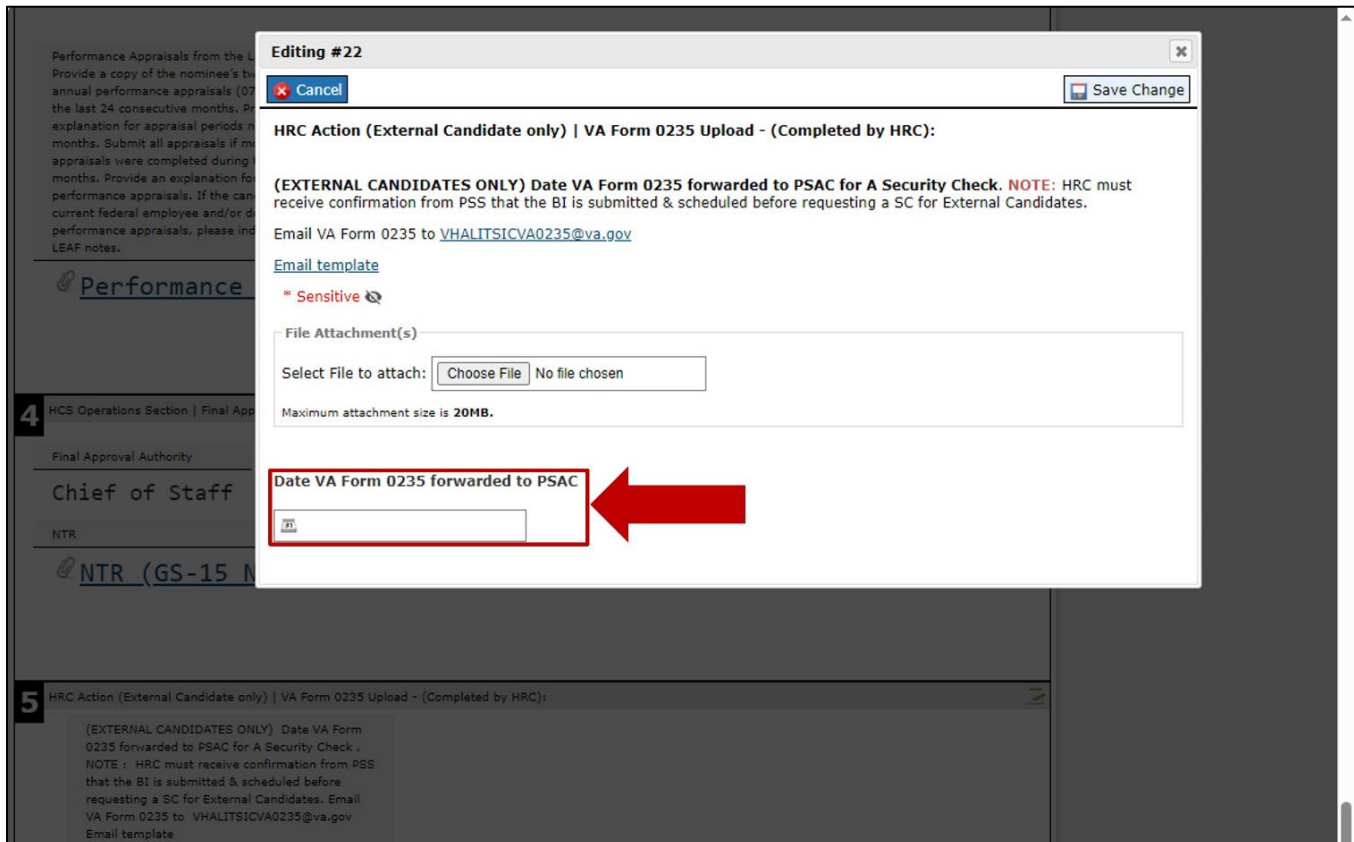 Performance Appraisals from the L
Provide a copy of the nominee's tw
annual performance appraisals (07
the last 24 consecutive months. Pr
explanation for appraisal periods n
months. Submit all appraisals if mo
appraisals were completed during t
months. Provide an explanation for
performance appraisals. If the can
current federal employee and/or d
performance appraisals, please ind
LEAF notes.
Performance
4
HCS Operations Section | Final App
Final Approval Authority
Chief of Staff
NTR
NTR (GS-15 N
Editing #22
Cancel
Save Change
HRC Action (External Candidate only) | VA Form 0235 Upload - (Completed by HRC):
(EXTERNAL CANDIDATES ONLY) Date VA Form 0235 forwarded to PSAC for A Security Check. NOTE: HRC must
receive confirmation from PSS that the BI is submitted & scheduled before requesting a SC for External Candidates.
Email VA Form 0235 to VHALITSICVA0235@va.gov
Email template
* Sensitive
File Attachment(s)
Select File to attach: Choose File No file chosen
Maximum attachment size is 20MB.
Date VA Form 0235 forwarded to PSAC
31
5
HRC Action (External Candidate only) | VA Form 0235 Upload - (Completed by HRC):
(EXTERNAL CANDIDATES ONLY) Date VA Form
0235 forwarded to PSAC for A Security Check .
NOTE : HRC must receive confirmation from PSS
that the BI is submitted & scheduled before
requesting a SC for External Candidates. Email
VA Form 0235 to VHALITSICVA0235@va.gov
Email template